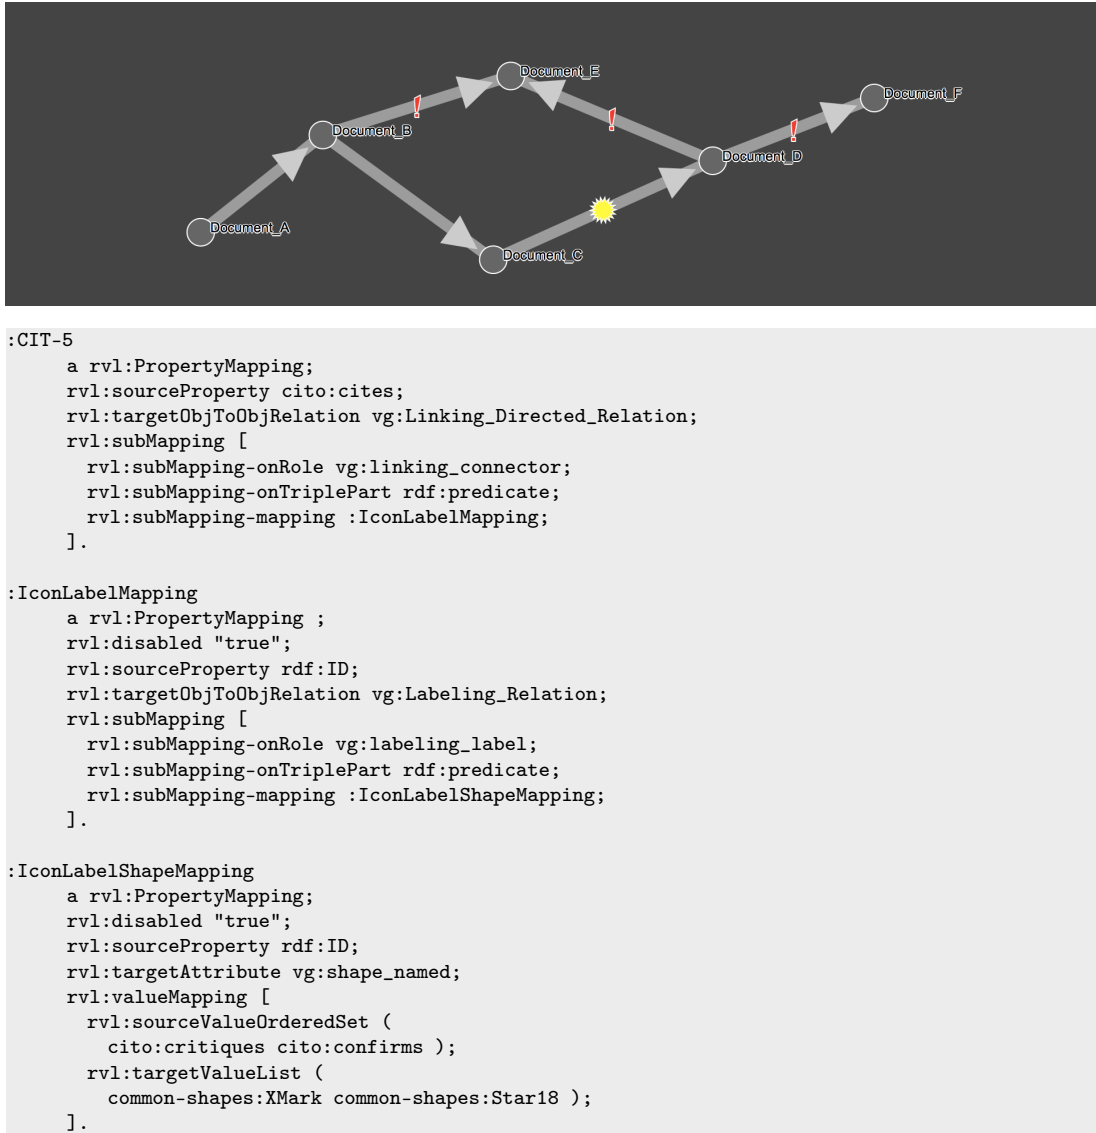 Document_E
Document_F
Document_B
Document_D
Document_A
Document_C
:CIT-5
a rvl:PropertyMapping;
rvl:sourceProperty cito:cites;
rvl:targetObjToObjRelation vg:Linking_Directed_Relation;
rvl:subMapping [
rvl:subMapping-onRole vg:linking_connector;
rvl:subMapping-onTriplePart rdf:predicate;
rvl:subMapping-mapping :IconLabelMapping;
].
:IconLabelMapping
a rvl:PropertyMapping ;
rvl:disabled "true";
rvl:sourceProperty rdf:ID;
rvl:targetObjToObjRelation vg:Labeling_Relation;
rvl:subMapping [
rvl:subMapping-onRole vg:labeling_label;
rvl:subMapping-onTriplePart rdf:predicate;
rvl:subMapping-mapping :IconLabelShapeMapping;
].
:IconLabelShapeMapping
a rvl:PropertyMapping;
rvl:disabled "true";
rvl:sourceProperty rdf:ID;
rvl:targetAttribute vg:shape_named;
rvl:valueMapping [
rvl:sourceValueOrderedSet (
cito:critiques cito:confirms );
rvl:targetValueList (
common-shapes:XMark common-shapes:Star18 );
].